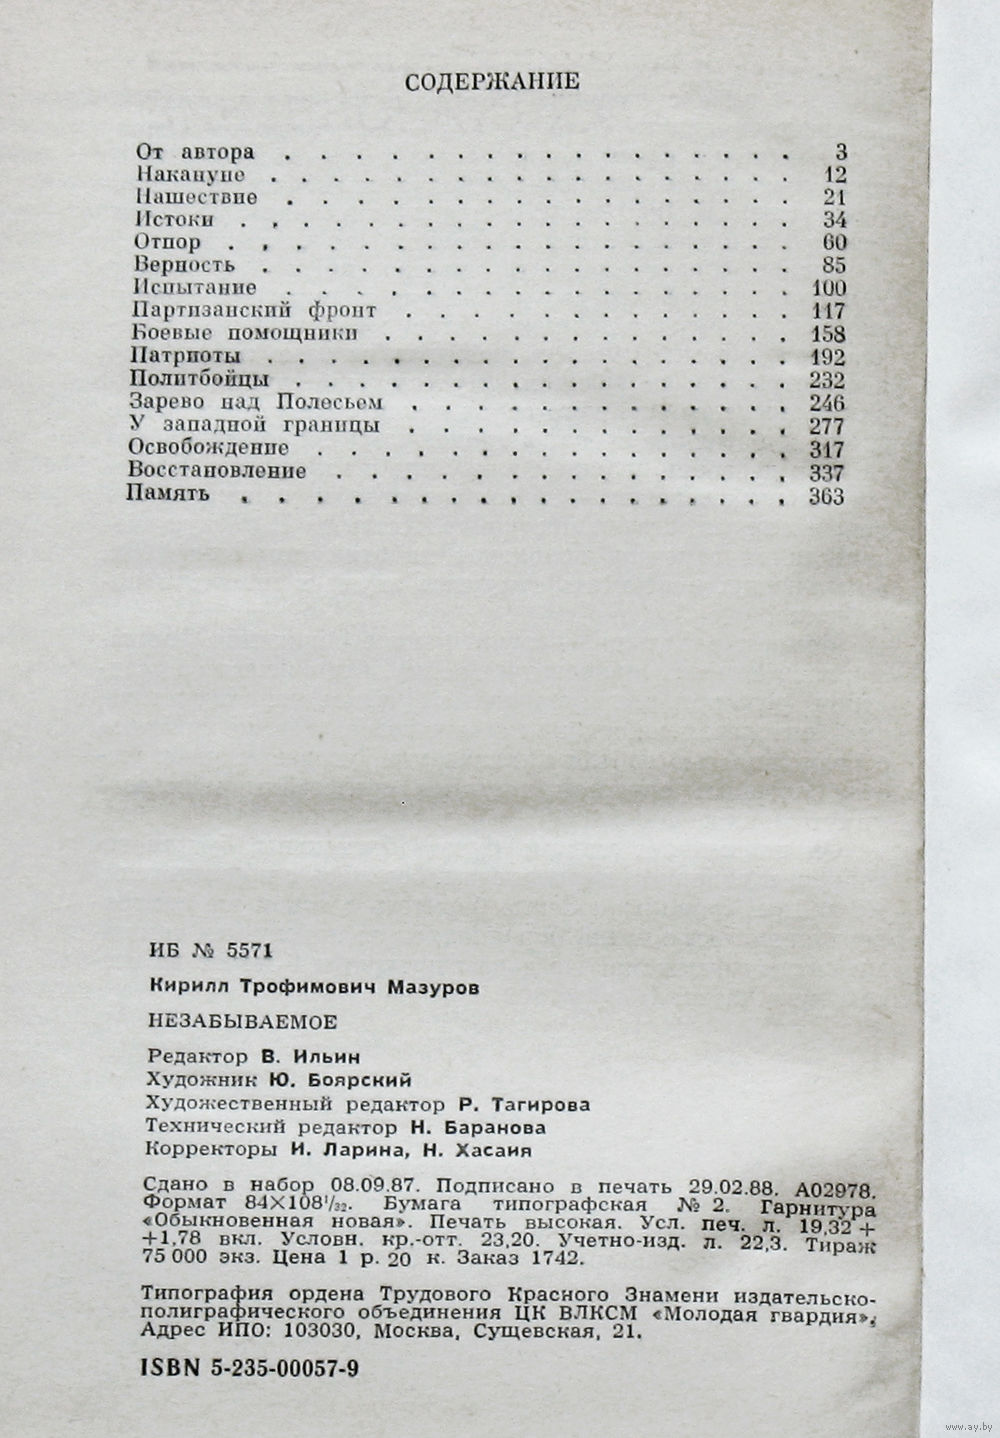 СОДЕРЖАНИЕ
От автора . . . . . . . . . . . . . . . . . . 3
Накануне . . . . . . . . . . . . . . . . . . 12
Нашествие . . . . . . . . . . . . . . . . . . 21
Истоки . . . . . . . . . . . . . . . . . . . 34
Отпор . . . . . . . . . . . . . . . . . . . 60
Верность . . . . . . . . . . . . . . . . . . 85
Испытание . . . . . . . . . . . . . . . . . . 100
Партизанский фронт . . . . . . . . . . . . . 117
Боевые помощники . . . . . . . . . . . . . . 158
Патриоты . . . . . . . . . . . . . . . . . . 192
Политбойцы . . . . . . . . . . . . . . . . . 232
Зарево над Полесьем . . . . . . . . . . . . . 246
У западной границы . . . . . . . . . . . . . 277
Освобождение . . . . . . . . . . . . . . . . 317
Восстановление . . . . . . . . . . . . . . . 337
Память . . . . . . . . . . . . . . . . . . . 363
ИБ № 5571
Кирилл Трофимович Мазуров
НЕЗАБЫВАЕМОЕ
Редактор В. Ильин
Художник Ю. Боярский
Художественный редактор Р. Тагирова
Технический редактор Н. Баранова
Корректоры И. Ларина, Н. Хасаия
Сдано в набор 08.09.87. Подписано в печать 29.02.88. А02978.
Формат 84×108¹/₃₂. Бумага типографская № 2. Гарнитура
«Обыкновенная новая». Печать высокая. Усл. печ. л. 19,32+
+1,78 вкл. Условн. кр.-отт. 23,20. Учетно-изд. л. 22,3. Тираж
75 000 экз. Цена 1 р. 20 к. Заказ 1742.
Типография ордена Трудового Красного Знамени издательско-
полиграфического объединения ЦК ВЛКСМ «Молодая гвардия».
Адрес ИПО: 103030, Москва, Сущевская, 21.
ISBN 5-235-00057-9
www.ay.by